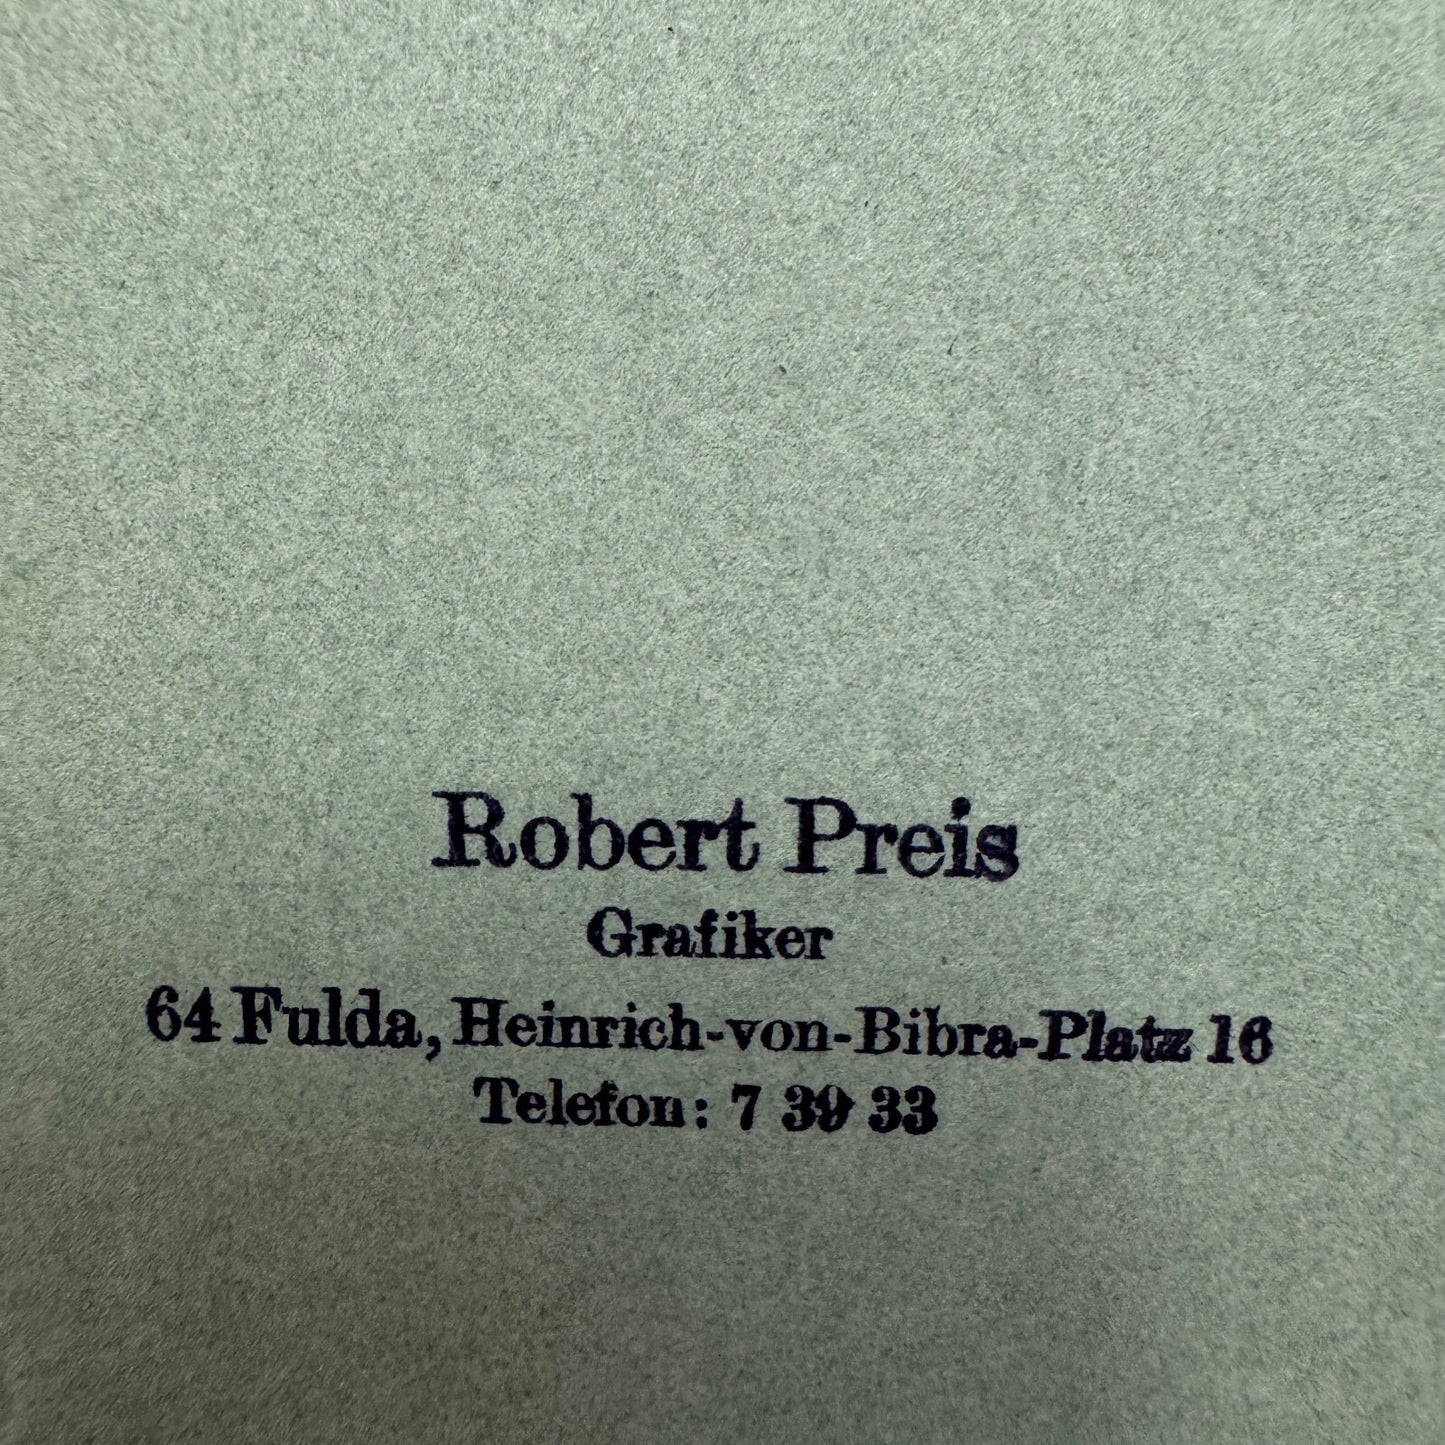 Robert Preis
Grafiker
64 Fulda, Heinrich-von-Bibra-Platz 16
Telefon: 7 39 33